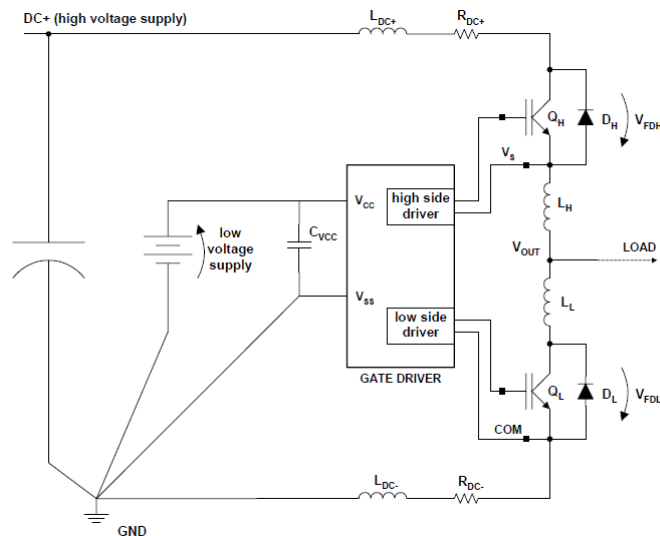 DC+ (high voltage supply)
LDC+
RDC+
QH
DH
VFDH
VS
VCC
high side
driver
LH
low
voltage
supply
CVCC
VOUT
LOAD
VSS
LL
low side
driver
GATE DRIVER
QL
DL
VFDL
COM
LDC-
RDC-
GND